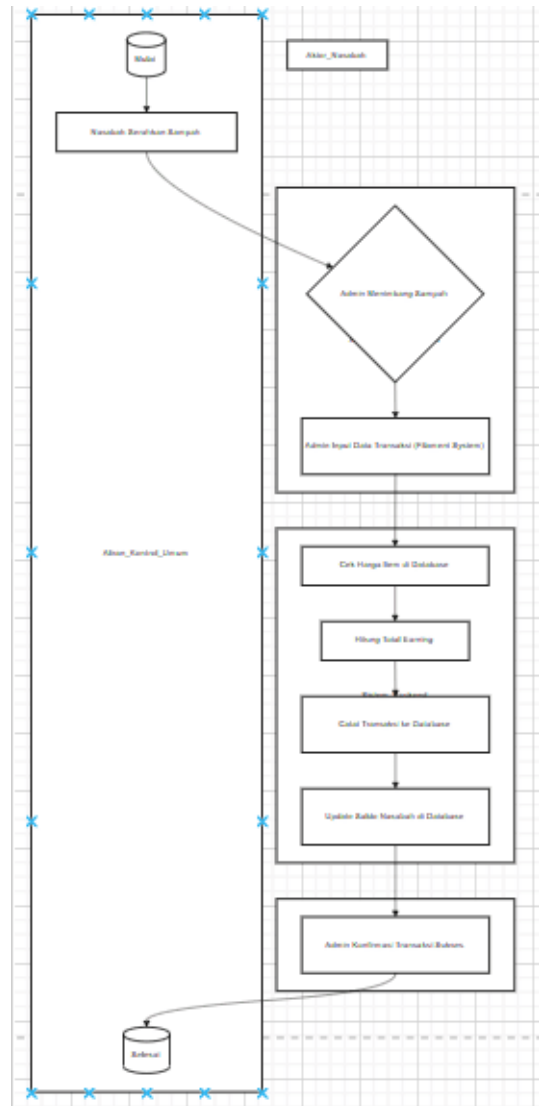 Mulai
Aktor_Nasabah
Nasabah Serahkan Sampah
Admin Menimbang Sampah
Admin Input Data Transaksi (Filament System)
Aliran_Kontrol_Umum
Cek Harga Item di Database
Hitung Total Earning
Catat Transaksi ke Database
Update Saldo Nasabah di Database
Admin Konfirmasi Transaksi Sukses
Selesai